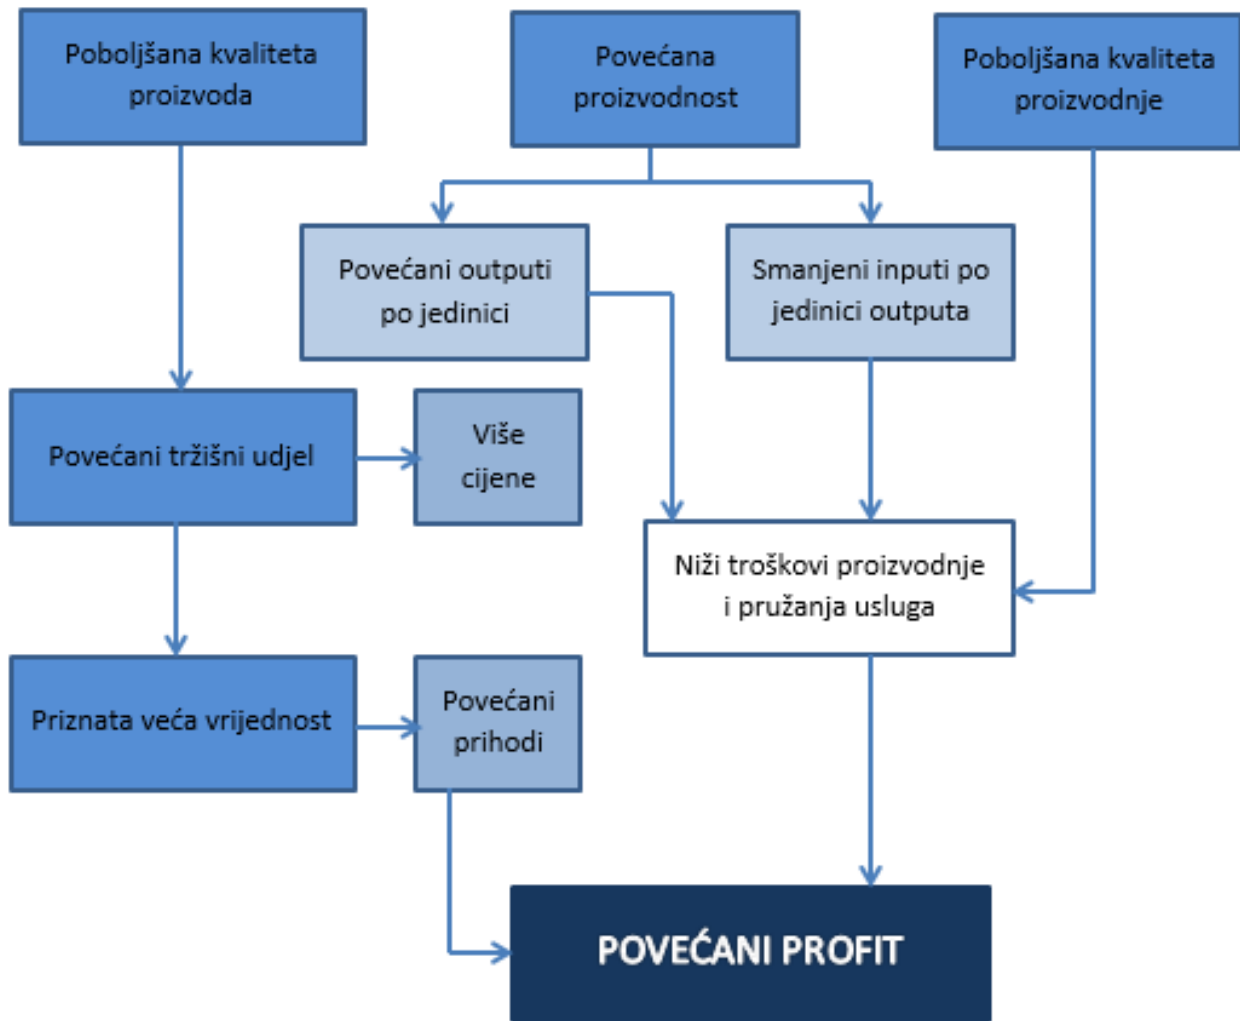 Poboljšana kvaliteta
proizvoda
Povećana
proizvodnost
Poboljšana kvaliteta
proizvodnje
Povećani outputi
po jedinici
Smanjeni inputi po
jedinici outputa
Povećani tržišni udjel
Više
cijene
Niži troškovi proizvodnje
i pružanja usluga
Priznata veća vrijednost
Povećani
prihodi
POVEĆANI PROFIT